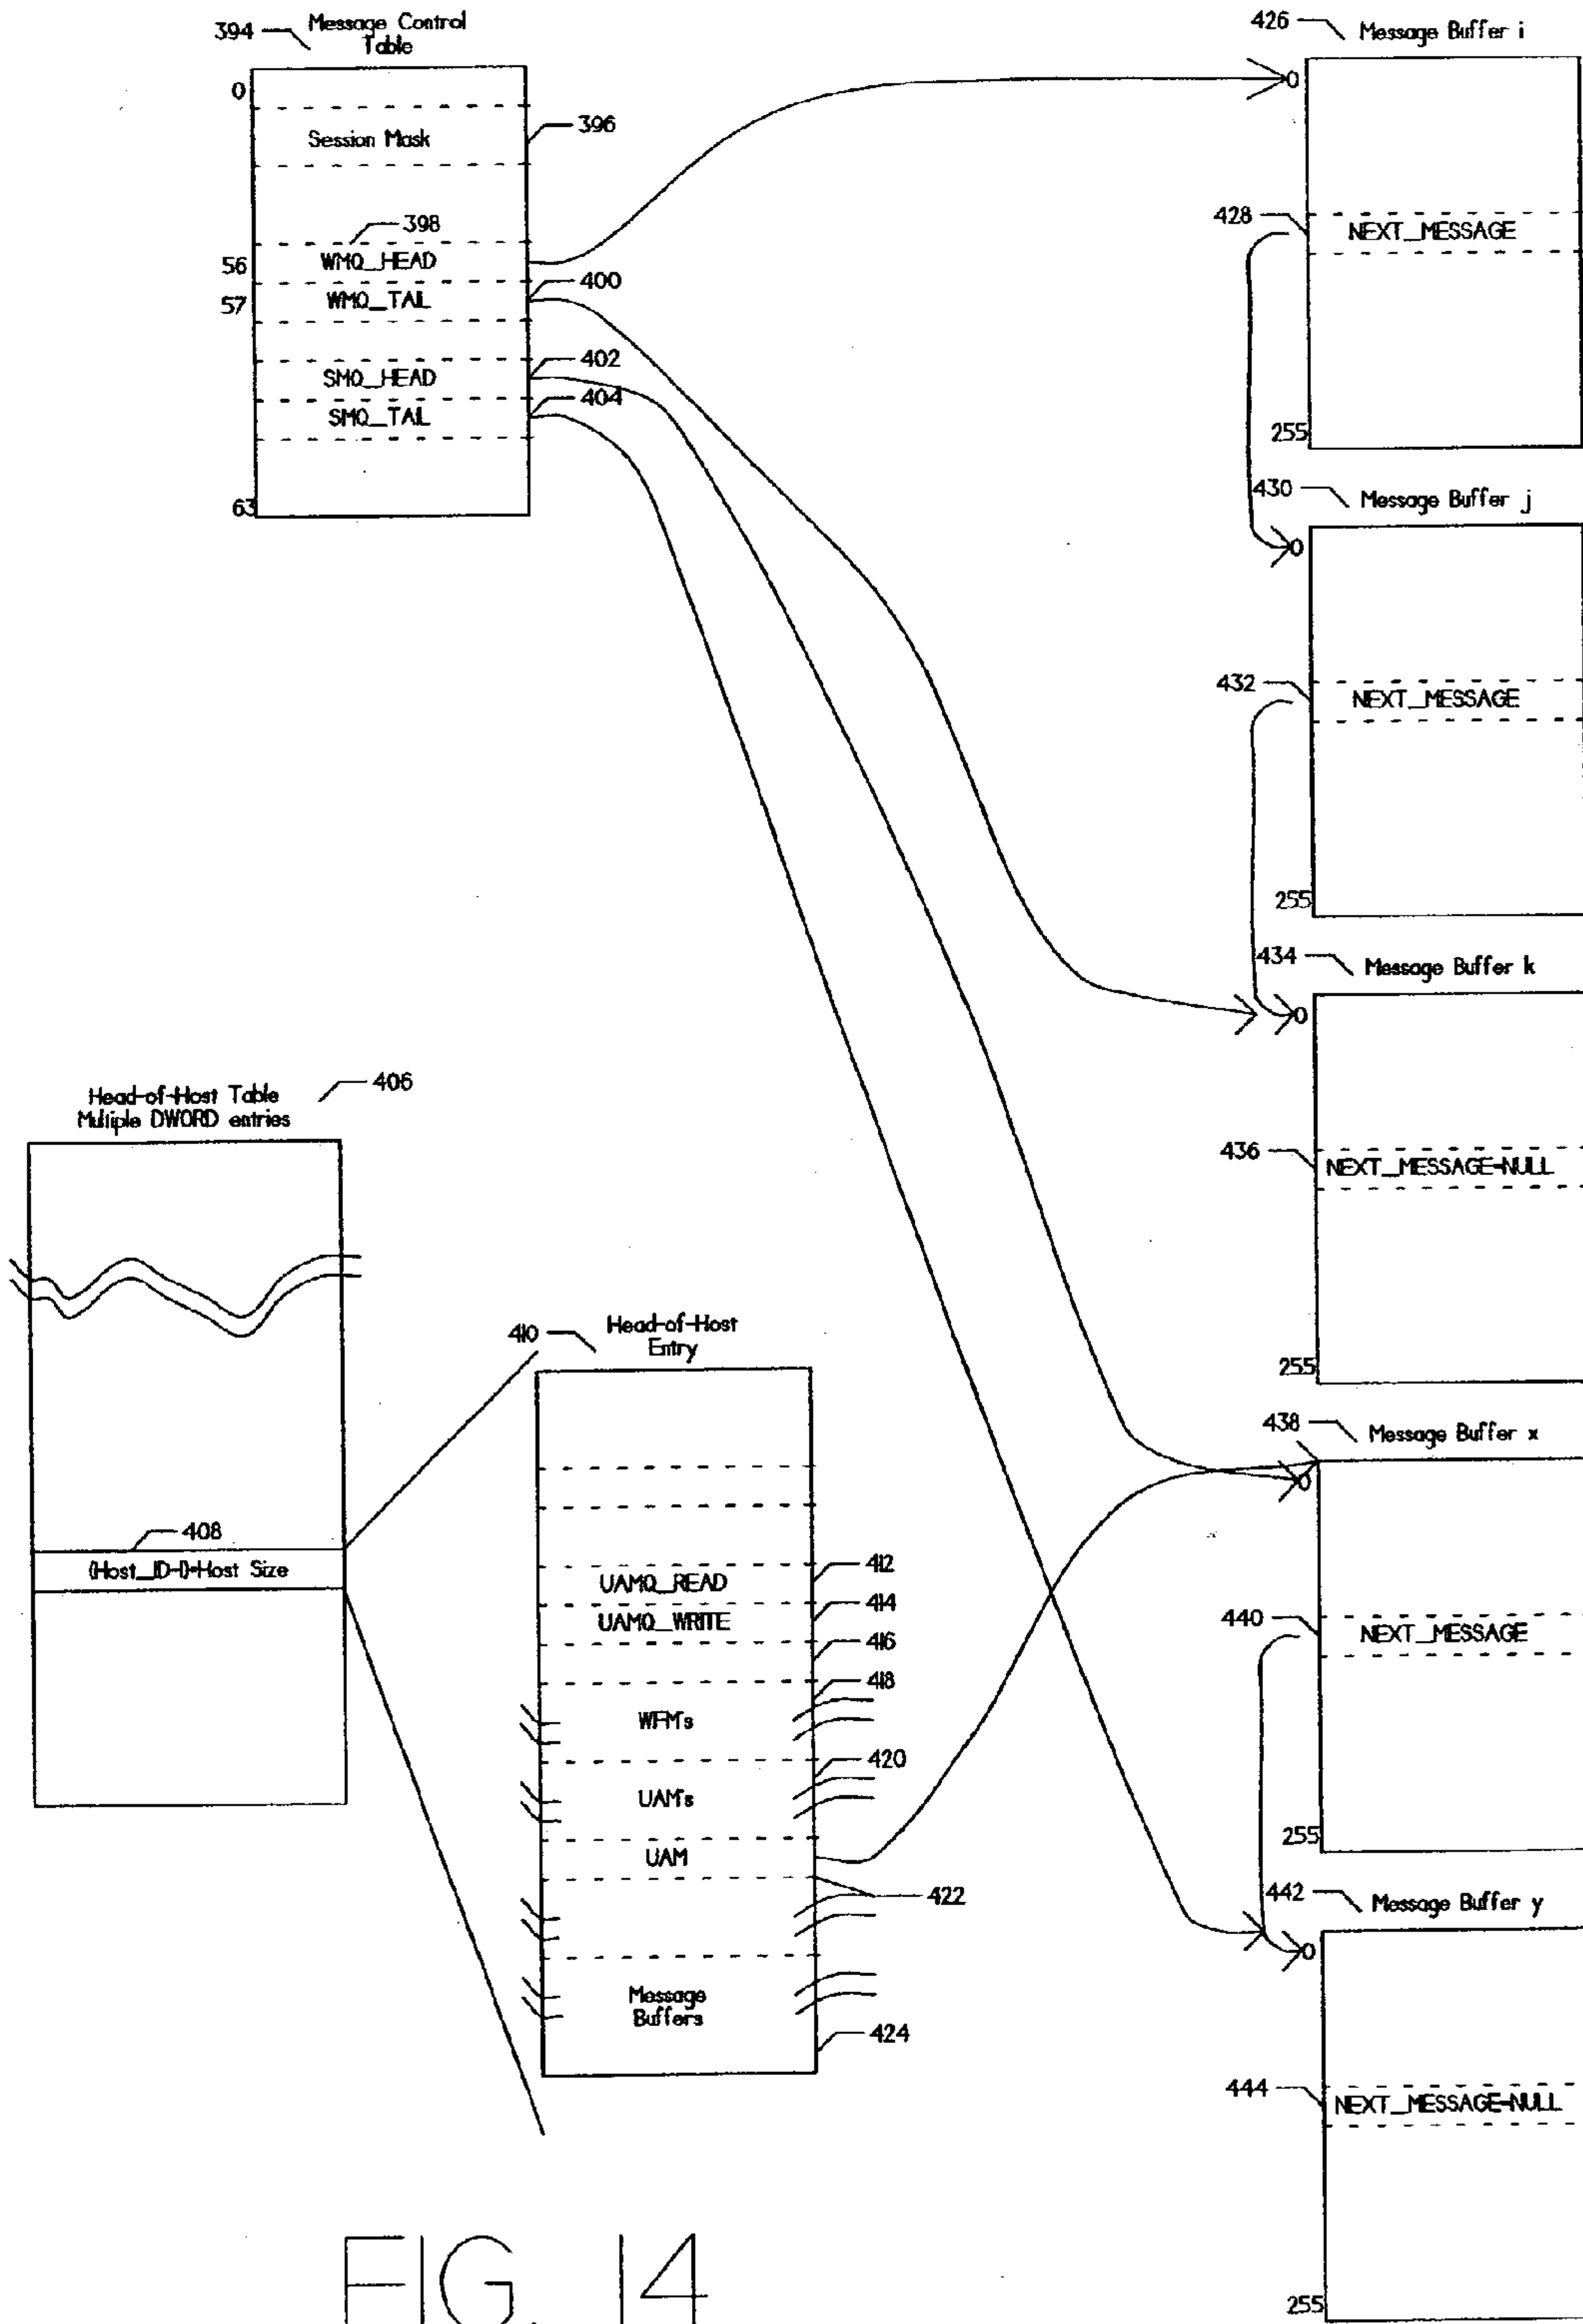 394
Message Control
Table
0
Session Mask
396
398
56
WMQ_HEAD
57
WMQ_TAIL
400
SMQ_HEAD
402
SMQ_TAIL
404
63
426
Message Buffer i
0
428
NEXT_MESSAGE
255
430
Message Buffer j
0
432
NEXT_MESSAGE
255
434
Message Buffer k
0
436
NEXT_MESSAGE=NULL
255
438
Message Buffer x
0
440
NEXT_MESSAGE
255
442
Message Buffer y
0
444
NEXT_MESSAGE=NULL
255
Head-of-Host Table
Multiple DWORD entries
406
408
(Host_ID-1)*Host Size
410
Head-of-Host
Entry
UAMQ_READ
412
UAMQ_WRITE
414
416
418
WFM's
420
UAM's
UAM
422
Message
Buffers
424
FIG. 14